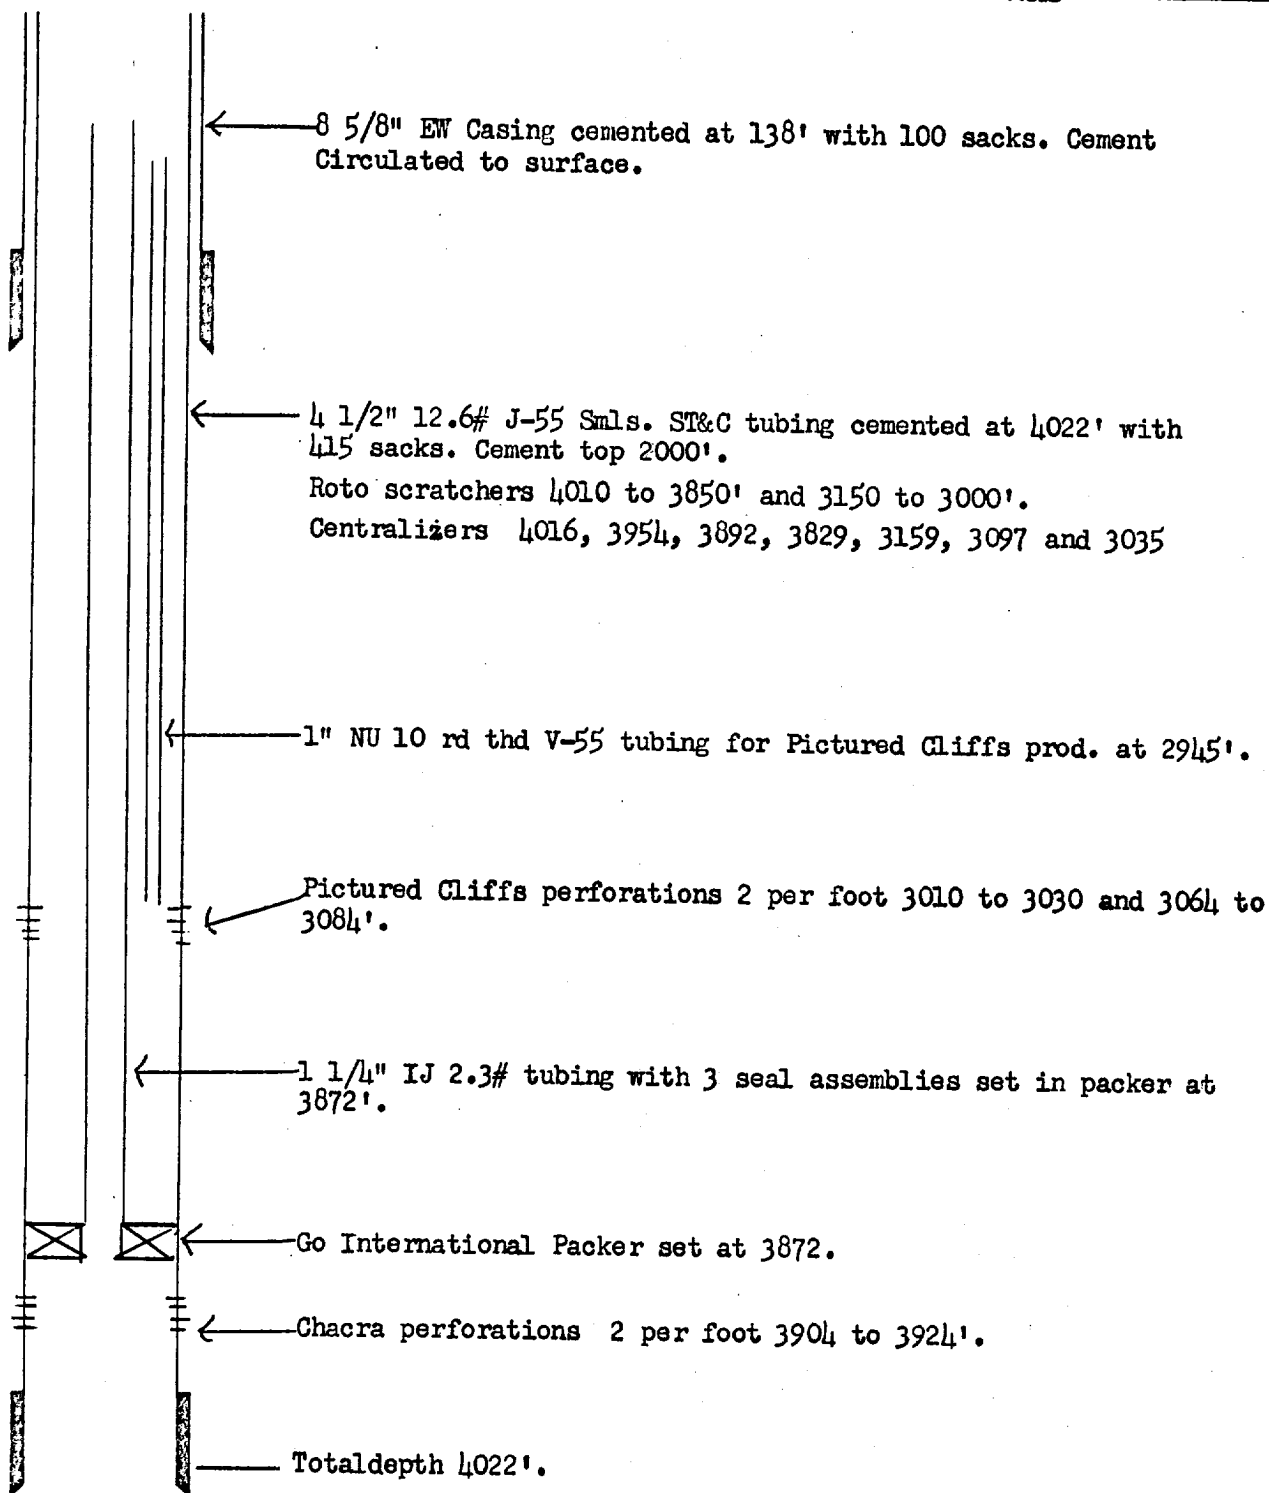 8 5/8" EW Casing cemented at 138' with 100 sacks. Cement
Circulated to surface.
4 1/2" 12.6# J-55 Smls. ST&C tubing cemented at 4022' with
415 sacks. Cement top 2000'.
Roto scratchers 4010 to 3850' and 3150 to 3000'.
Centralizers 4016, 3954, 3892, 3829, 3159, 3097 and 3035
1" NU 10 rd thd V-55 tubing for Pictured Cliffs prod. at 2945'.
Pictured Cliffs perforations 2 per foot 3010 to 3030 and 3064 to
3084'.
1 1/4" IJ 2.3# tubing with 3 seal assemblies set in packer at
3872'.
Go International Packer set at 3872.
Chacra perforations 2 per foot 3904 to 3924'.
Totaldepth 4022'.